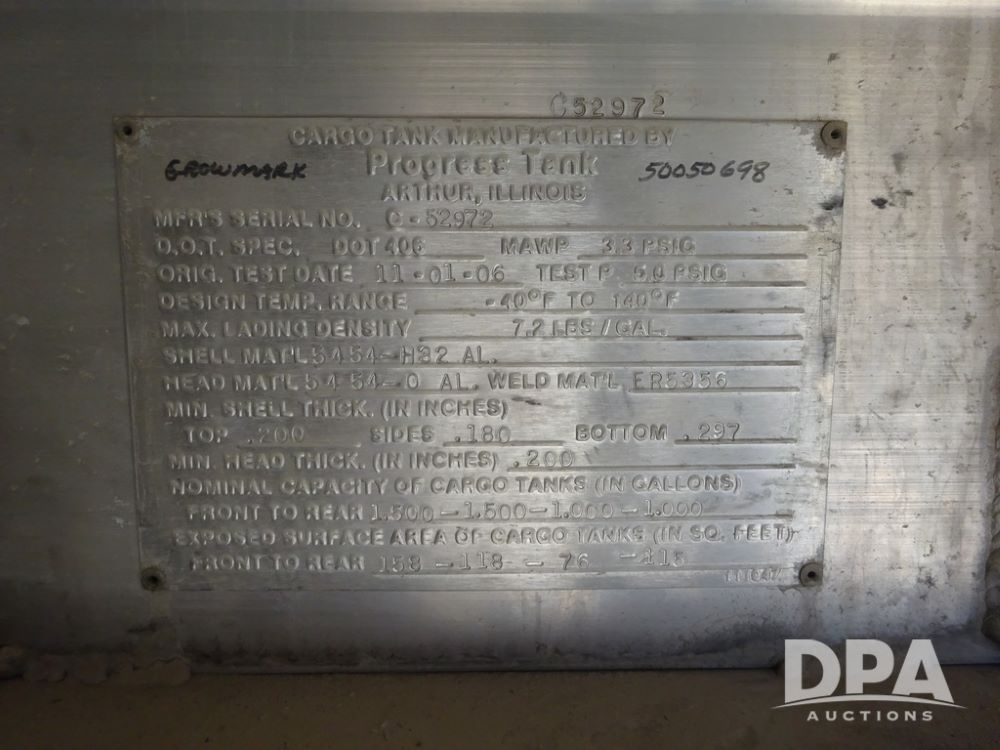 C52972
CARGO TANK MANUFACTURED BY
GROWMARK Progress Tank 50050698
ARTHUR, ILLINOIS
MFR'S SERIAL NO. C-52972
D.O.T. SPEC. DOT 406 MAWP 3.3 PSIG
ORIG. TEST DATE 11-01-06 TEST P. 5.0 PSIG
DESIGN TEMP. RANGE -40°F TO 140°F
MAX. LADING DENSITY 7.2 LBS/GAL.
SHELL MAT'L 5454-H32 AL.
HEAD MAT'L 5454-O AL. WELD MAT'L ER5356
MIN. SHELL THICK. (IN INCHES)
TOP .200 SIDES .180 BOTTOM .297
MIN. HEAD THICK. (IN INCHES) .200
NOMINAL CAPACITY OF CARGO TANKS (IN GALLONS)
FRONT TO REAR 1,500-1,500-1,000-1,000
EXPOSED SURFACE AREA OF CARGO TANKS (IN SQ. FEET)
FRONT TO REAR 158 - 118 - 76 - 115
DPA
AUCTIONS